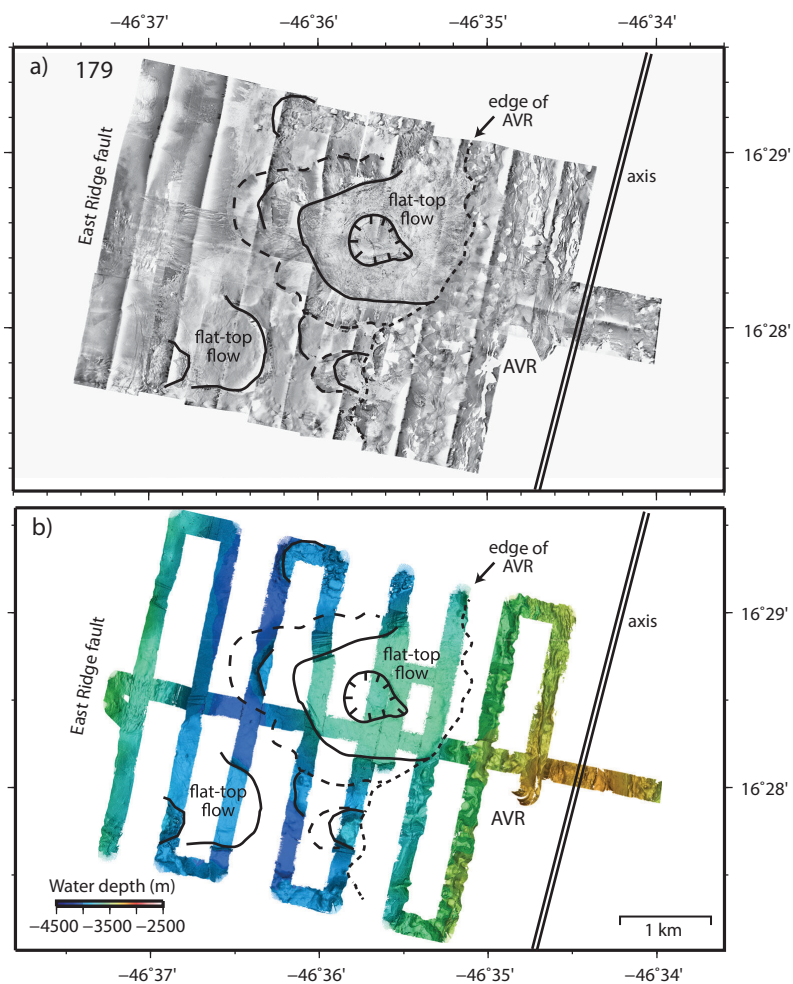 −46˚37' −46˚36' −46˚35' −46˚34'
a) 179
edge of
AVR
16˚29'
axis
East Ridge fault
flat-top
flow
16˚28'
flat-top
flow
AVR
b)
edge of
AVR
16˚29'
axis
East Ridge fault
flat-top
flow
16˚28'
flat-top
flow
AVR
Water depth (m)
−4500 −3500 −2500
1 km
−46˚37' −46˚36' −46˚35' −46˚34'